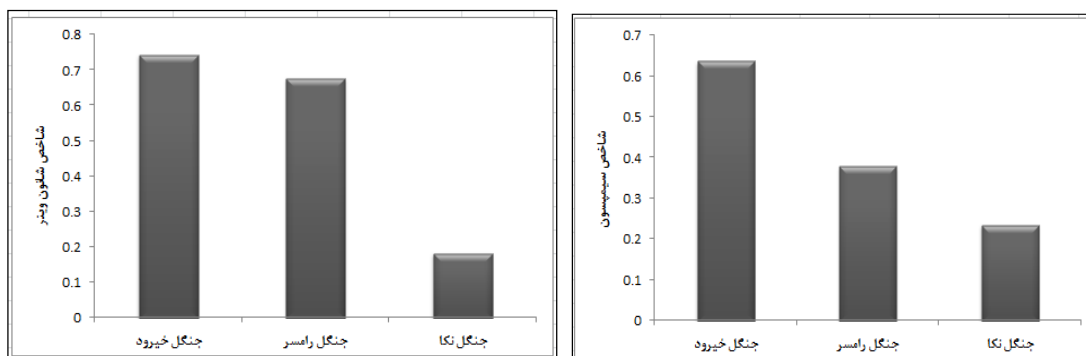 شاخص شانون وینر
0.8
0.7
0.6
0.5
0.4
0.3
0.2
0.1
0
جنگل خیرود
جنگل رامسر
جنگل نکا
شاخص سیمپسون
0.7
0.6
0.5
0.4
0.3
0.2
0.1
0
جنگل خیرود
جنگل رامسر
جنگل نکا